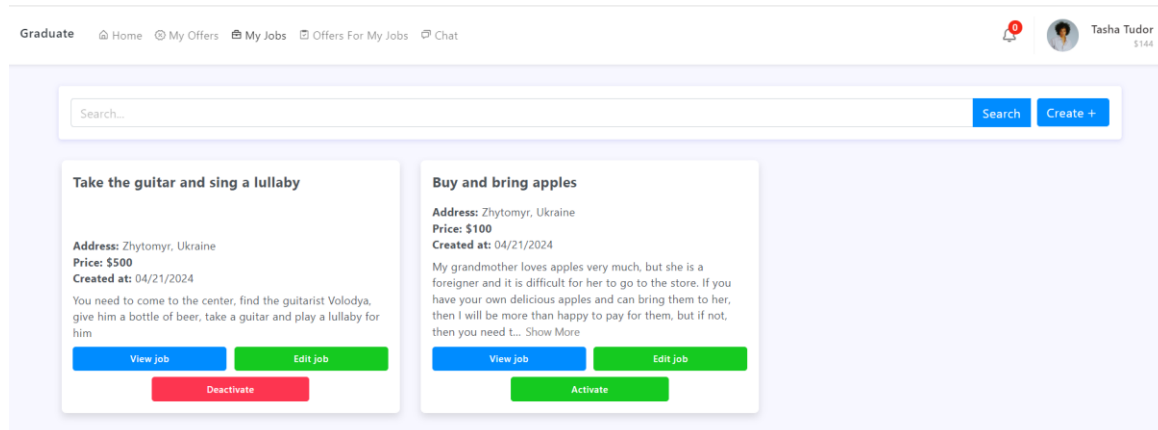 Graduate Home My Offers My Jobs Offers For My Jobs Chat 0 Tasha Tudor
$144
Search... Search Create +
Take the guitar and sing a lullaby
Address: Zhytomyr, Ukraine
Price: $500
Created at: 04/21/2024
You need to come to the center, find the guitarist Volodya,
give him a bottle of beer, take a guitar and play a lullaby for
him
View job Edit job
Deactivate
Buy and bring apples
Address: Zhytomyr, Ukraine
Price: $100
Created at: 04/21/2024
My grandmother loves apples very much, but she is a
foreigner and it is difficult for her to go to the store. If you
have your own delicious apples and can bring them to her,
then I will be more than happy to pay for them, but if not,
then you need t... Show More
View job Edit job
Activate